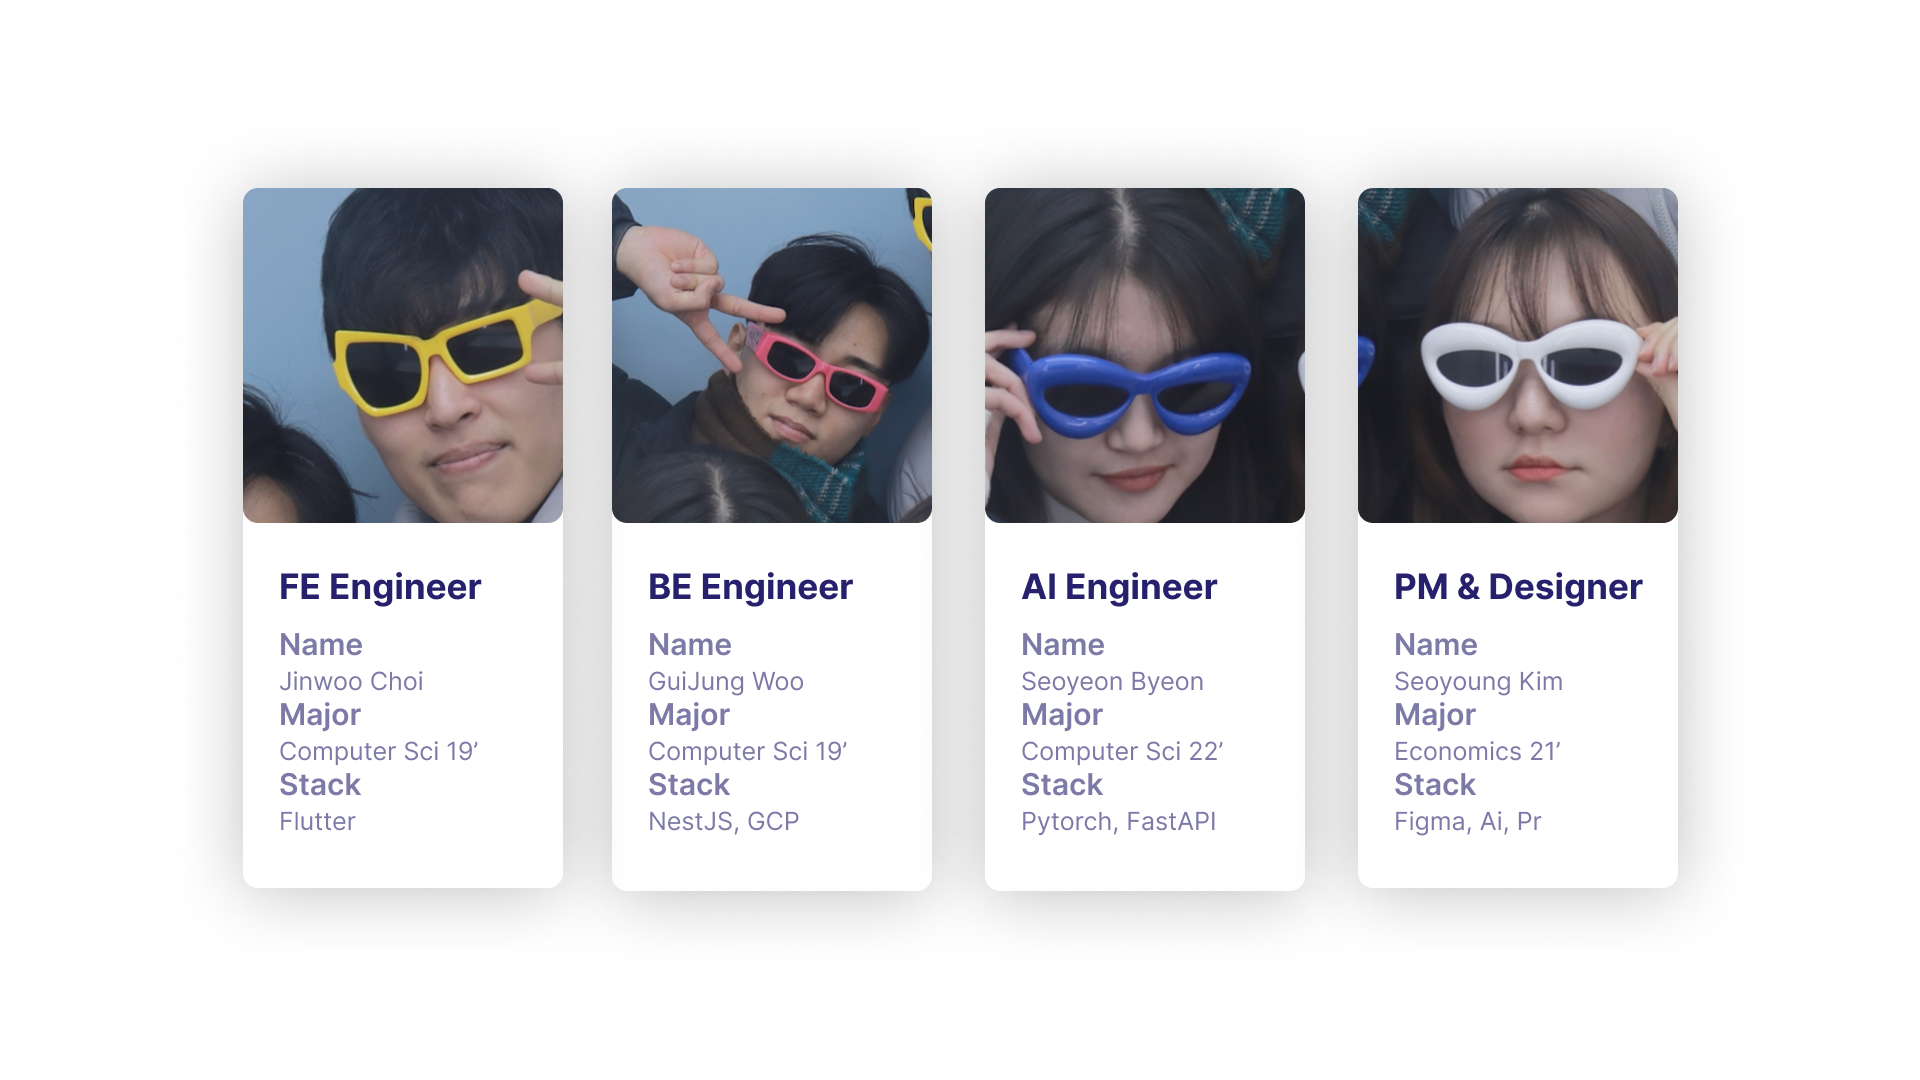 FE Engineer
Name
Jinwoo Choi
Major
Computer Sci 19’
Stack
Flutter
BE Engineer
Name
GuiJung Woo
Major
Computer Sci 19’
Stack
NestJS, GCP
AI Engineer
Name
Seoyeon Byeon
Major
Computer Sci 22’
Stack
Pytorch, FastAPI
PM & Designer
Name
Seoyoung Kim
Major
Economics 21’
Stack
Figma, Ai, Pr